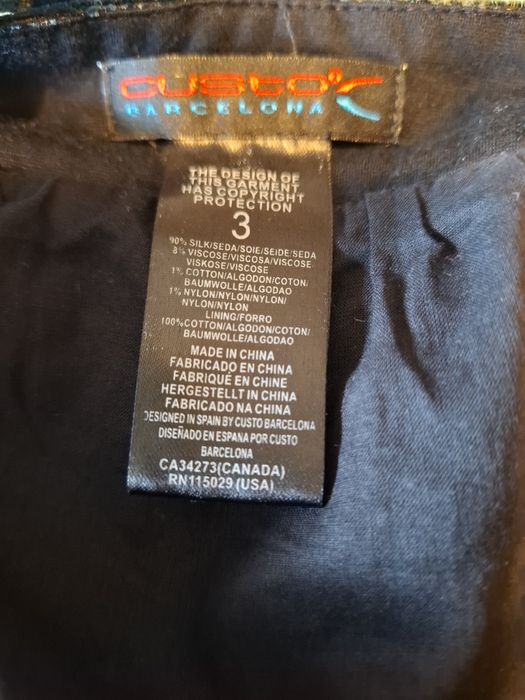 custo
BARCELONA
THE DESIGN OF
THIS GARMENT
HAS COPYRIGHT
PROTECTION
3
90% SILK/SEDA/SOIE/SEIDE/SEDA
8% VISCOSE/VISCOSA/VISCOSE
VISKOSE/VISCOSE
1% COTTON/ALGODON/COTON/
BAUMWOLLE/ALGODAO
1% NYLON/NYLON/NYLON/
NYLON/NYLON
LINING/FORRO
100%COTTON/ALGODON/COTON/
BAUMWOLLE/ALGODAO
MADE IN CHINA
FABRICADO EN CHINA
FABRIQUÉ EN CHINE
HERGESTELLT IN CHINA
FABRICADO NA CHINA
DESIGNED IN SPAIN BY CUSTO BARCELONA
DISEÑADO EN ESPANA POR CUSTO
BARCELONA
CA34273(CANADA)
RN115029(USA)